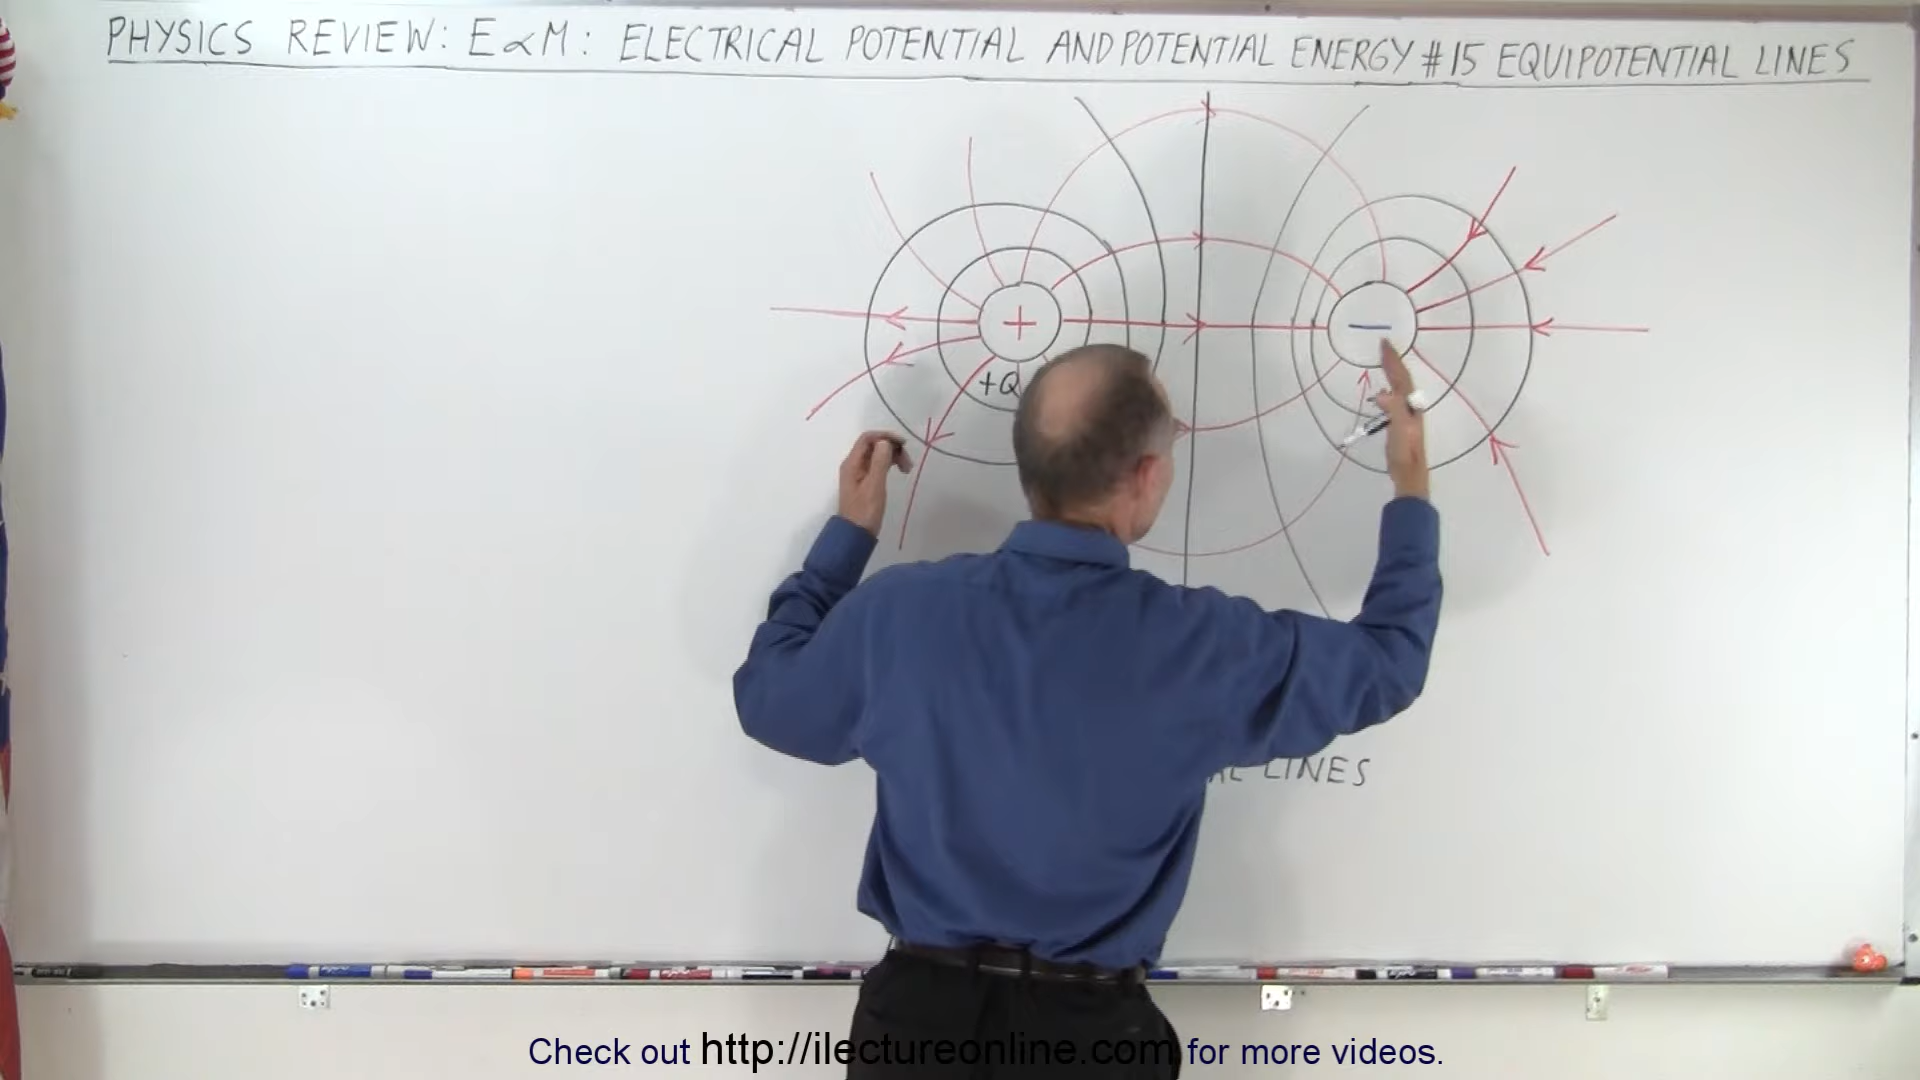 PHYSICS REVIEW: E & M: ELECTRICAL POTENTIAL AND POTENTIAL ENERGY #15 EQUIPOTENTIAL LINES
+
−
+Q
LINES
Check out http://ilectureonline.com for more videos.